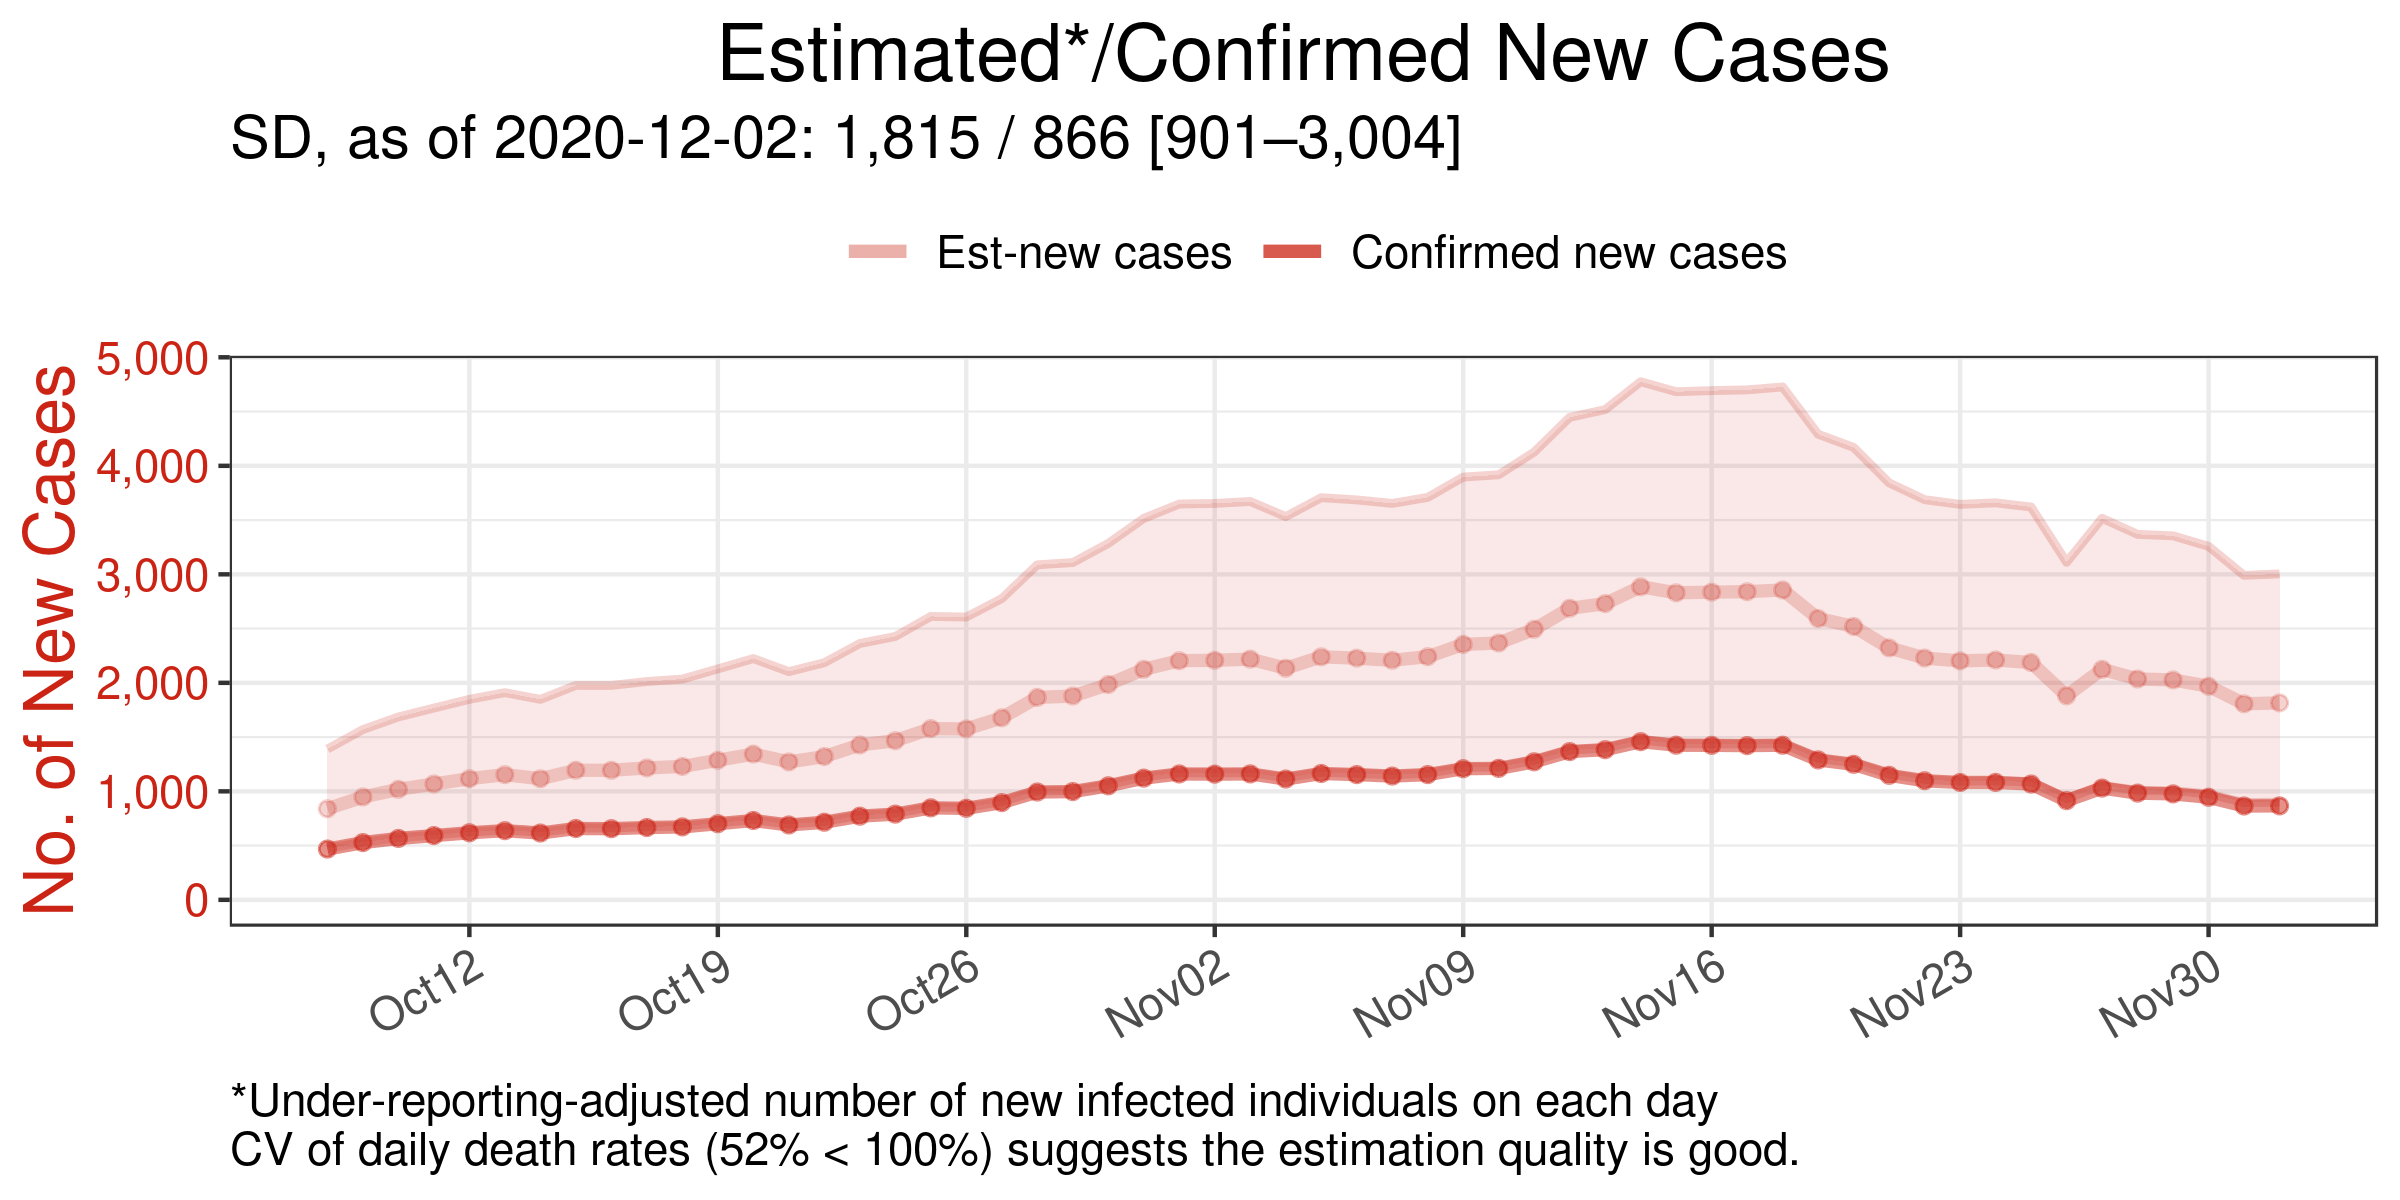 Estimated*/Confirmed New Cases
SD, as of 2020-12-02: 1,815 / 866 [901–3,004]
Est-new cases Confirmed new cases
No. of New Cases
5,000
4,000
3,000
2,000
1,000
0
Oct12 Oct19 Oct26 Nov02 Nov09 Nov16 Nov23 Nov30
*Under-reporting-adjusted number of new infected individuals on each day
CV of daily death rates (52% < 100%) suggests the estimation quality is good.